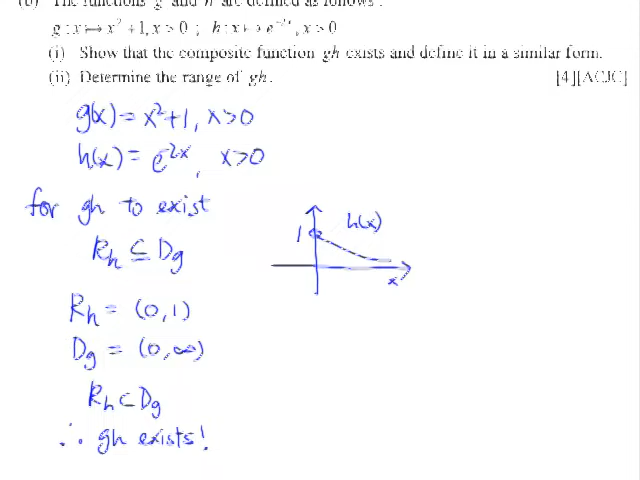 (b) The functions g and h are defined as follows:
g : x ↦ x² + 1, x > 0 ; h : x ↦ e⁻²ˣ, x > 0
(i) Show that the composite function gh exists and define it in a similar form.
(ii) Determine the range of gh. [4][ACJC]
g(x) = x²+1, x>0
h(x) = e⁻²ˣ, x>0
for gh to exist
R_h ⊆ D_g
1 h(x)
x
R_h = (0,1)
D_g = (0,∞)
R_h ⊂ D_g
∴ gh exists!